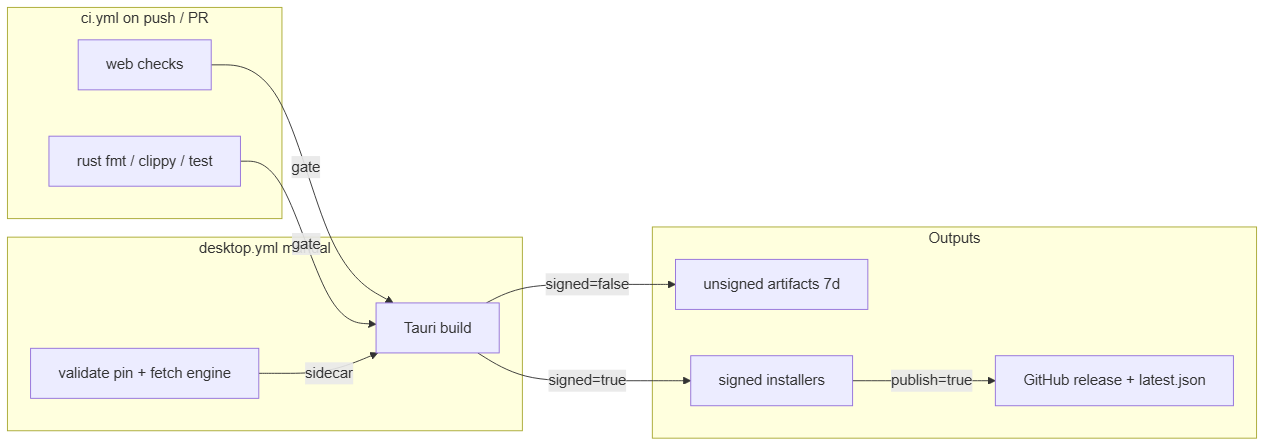 ci.yml on push / PR
web checks
rust fmt / clippy / test
gate
gate
desktop.yml m al
validate pin + fetch engine
sidecar
Tauri build
signed=false
signed=true
Outputs
unsigned artifacts 7d
signed installers
publish=true
GitHub release + latest.json